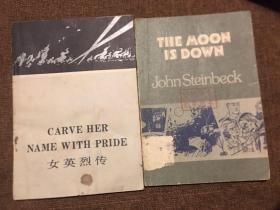 CARVE HER
NAME WITH PRIDE
女英烈传
THE MOON
IS DOWN
John Steinbeck